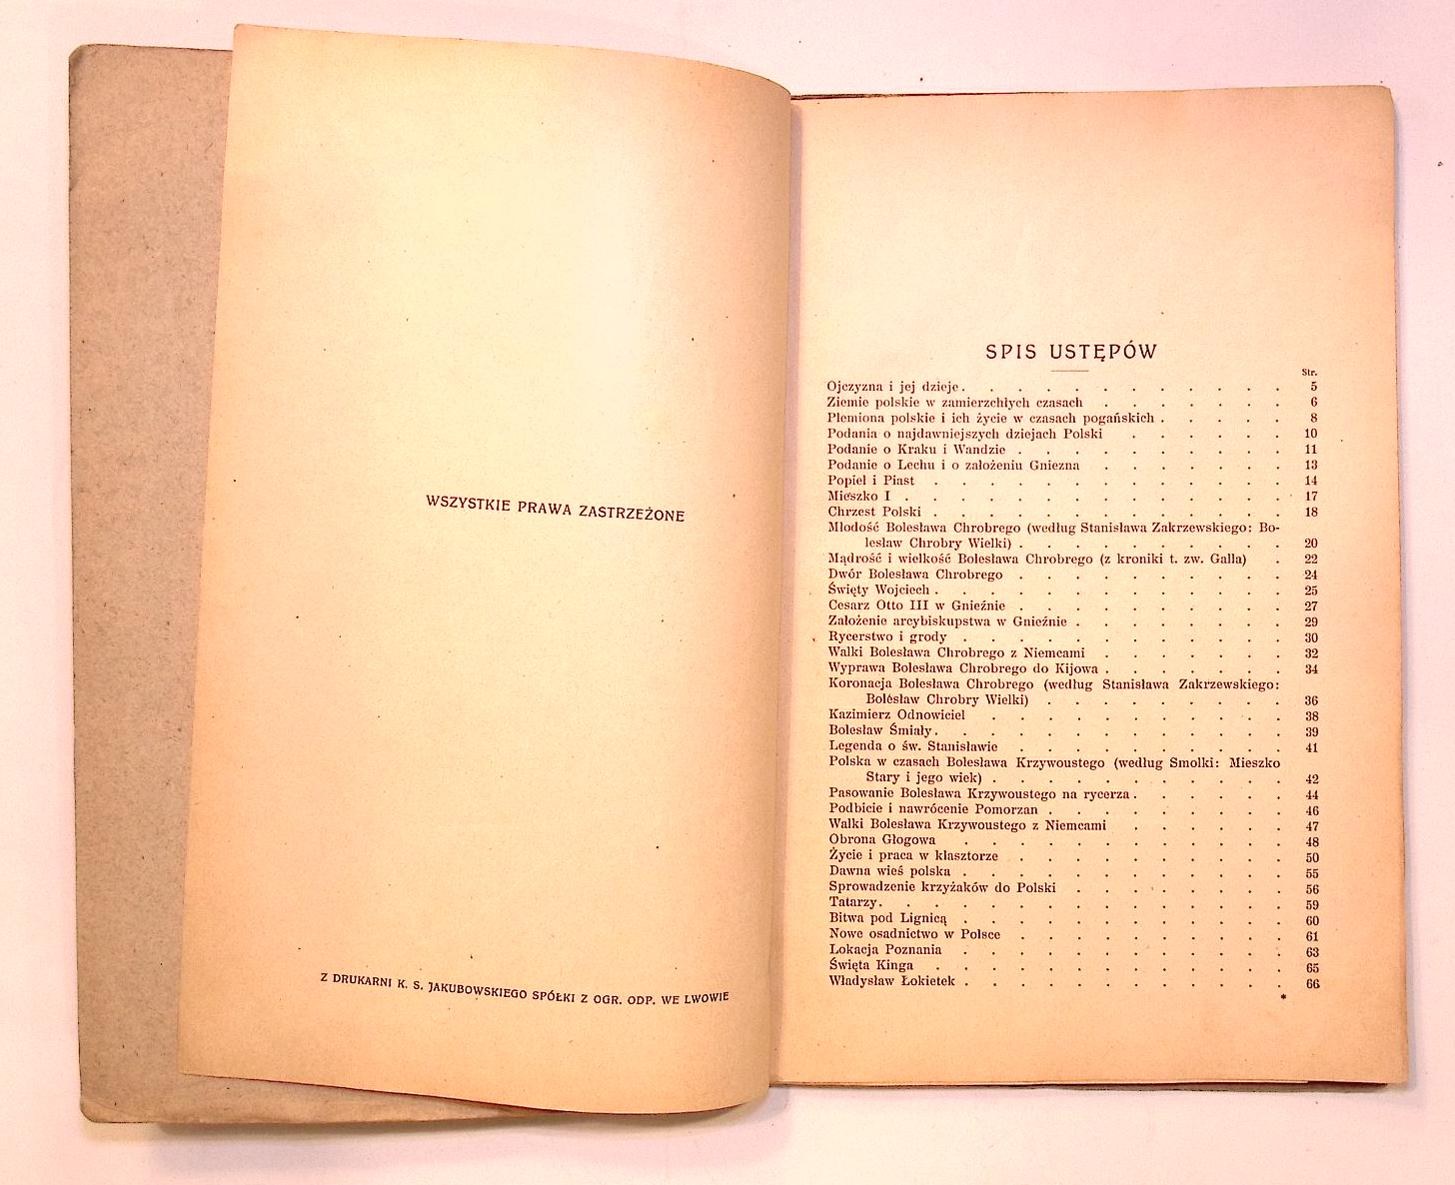 WSZYSTKIE PRAWA ZASTRZEŻONE
Z DRUKARNI K. S. JAKUBOWSKIEGO SPÓŁKI Z OGR. ODP. WE LWOWIE
SPIS USTĘPÓW
Str.
Ojczyzna i jej dzieje . . . . . . . . . . . . 5
Ziemie polskie w zamierzchłych czasach . . . . . . . 6
Plemiona polskie i ich życie w czasach pogańskich . . . . . 8
Podania o najdawniejszych dziejach Polski . . . . . . 10
Podanie o Kraku i Wandzie . . . . . . . . . . 11
Podanie o Lechu i o założeniu Gniezna . . . . . . . 13
Popiel i Piast . . . . . . . . . . . . . 14
Mieszko I . . . . . . . . . . . . . . 17
Chrzest Polski . . . . . . . . . . . . . 18
Młodość Bolesława Chrobrego (według Stanisława Zakrzewskiego: Bo-
lesław Chrobry Wielki) . . . . . . . . . . 20
Mądrość i wielkość Bolesława Chrobrego (z kroniki t. zw. Galla) . 22
Dwór Bolesława Chrobrego . . . . . . . . . . 24
Święty Wojciech . . . . . . . . . . . . . 25
Cesarz Otto III w Gnieźnie . . . . . . . . . . 27
Założenie arcybiskupstwa w Gnieźnie . . . . . . . . 29
Rycerstwo i grody . . . . . . . . . . . . 30
Walki Bolesława Chrobrego z Niemcami . . . . . . . 32
Wyprawa Bolesława Chrobrego do Kijowa . . . . . . . 34
Koronacja Bolesława Chrobrego (według Stanisława Zakrzewskiego:
Bolesław Chrobry Wielki) . . . . . . . . . 36
Kazimierz Odnowiciel . . . . . . . . . . . 38
Bolesław Śmiały . . . . . . . . . . . . . 39
Legenda o św. Stanisławie . . . . . . . . . . 41
Polska w czasach Bolesława Krzywoustego (według Smolki: Mieszko
Stary i jego wiek) . . . . . . . . . . . 42
Pasowanie Bolesława Krzywoustego na rycerza . . . . . . 44
Podbicie i nawrócenie Pomorzan . . . . . . . . . 46
Walki Bolesława Krzywoustego z Niemcami . . . . . . 47
Obrona Głogowa . . . . . . . . . . . . 48
Życie i praca w klasztorze . . . . . . . . . . 50
Dawna wieś polska . . . . . . . . . . . . 55
Sprowadzenie krzyżaków do Polski . . . . . . . . 56
Tatarzy . . . . . . . . . . . . . . . 59
Bitwa pod Lignicą . . . . . . . . . . . . 60
Nowe osadnictwo w Polsce . . . . . . . . . . 61
Lokacja Poznania . . . . . . . . . . . . 63
Święta Kinga . . . . . . . . . . . . . 65
Władysław Łokietek . . . . . . . . . . . . 66
*